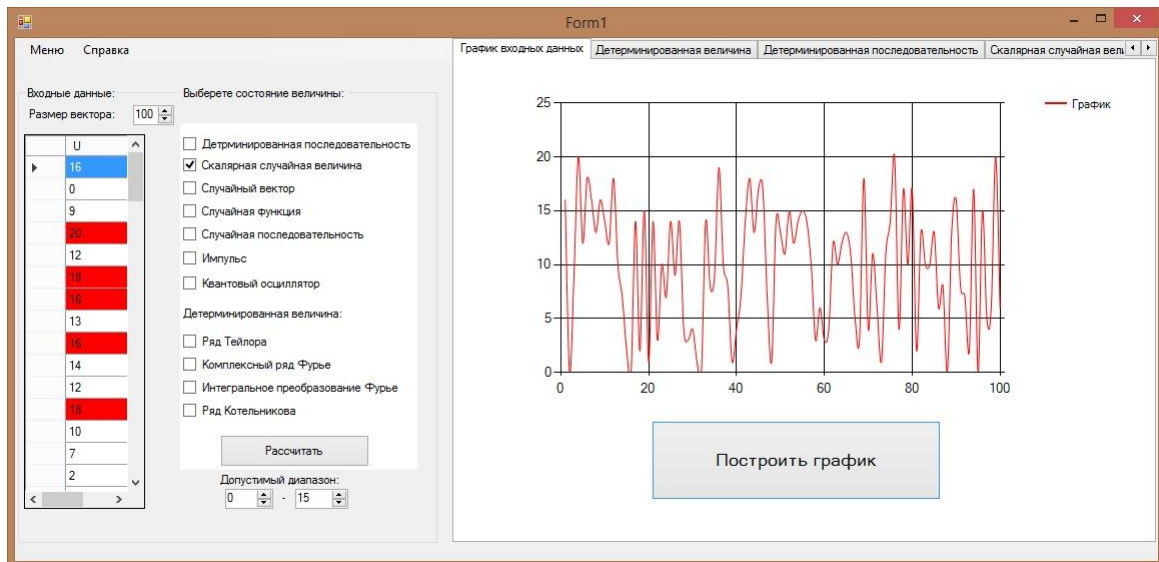 Form1
Меню Справка
График входных данных Детерминированная величина Детерминированная последовательность Скалярная случайная вел
Входные данные:
Размер вектора: 100
U
16
0
9
20
12
18
16
13
16
14
12
18
10
7
2
Выберете состояние величины:
Детрминированная последовательность
Скалярная случайная величина
Случайный вектор
Случайная функция
Случайная последовательность
Импульс
Квантовый осциллятор
Детерминированная величина:
Ряд Тейлора
Комплексный ряд Фурье
Интегральное преобразование Фурье
Ряд Котельникова
Рассчитать
Допустимый диапазон:
0 - 15
25
20
15
10
5
0
0 20 40 60 80 100
График
Построить график